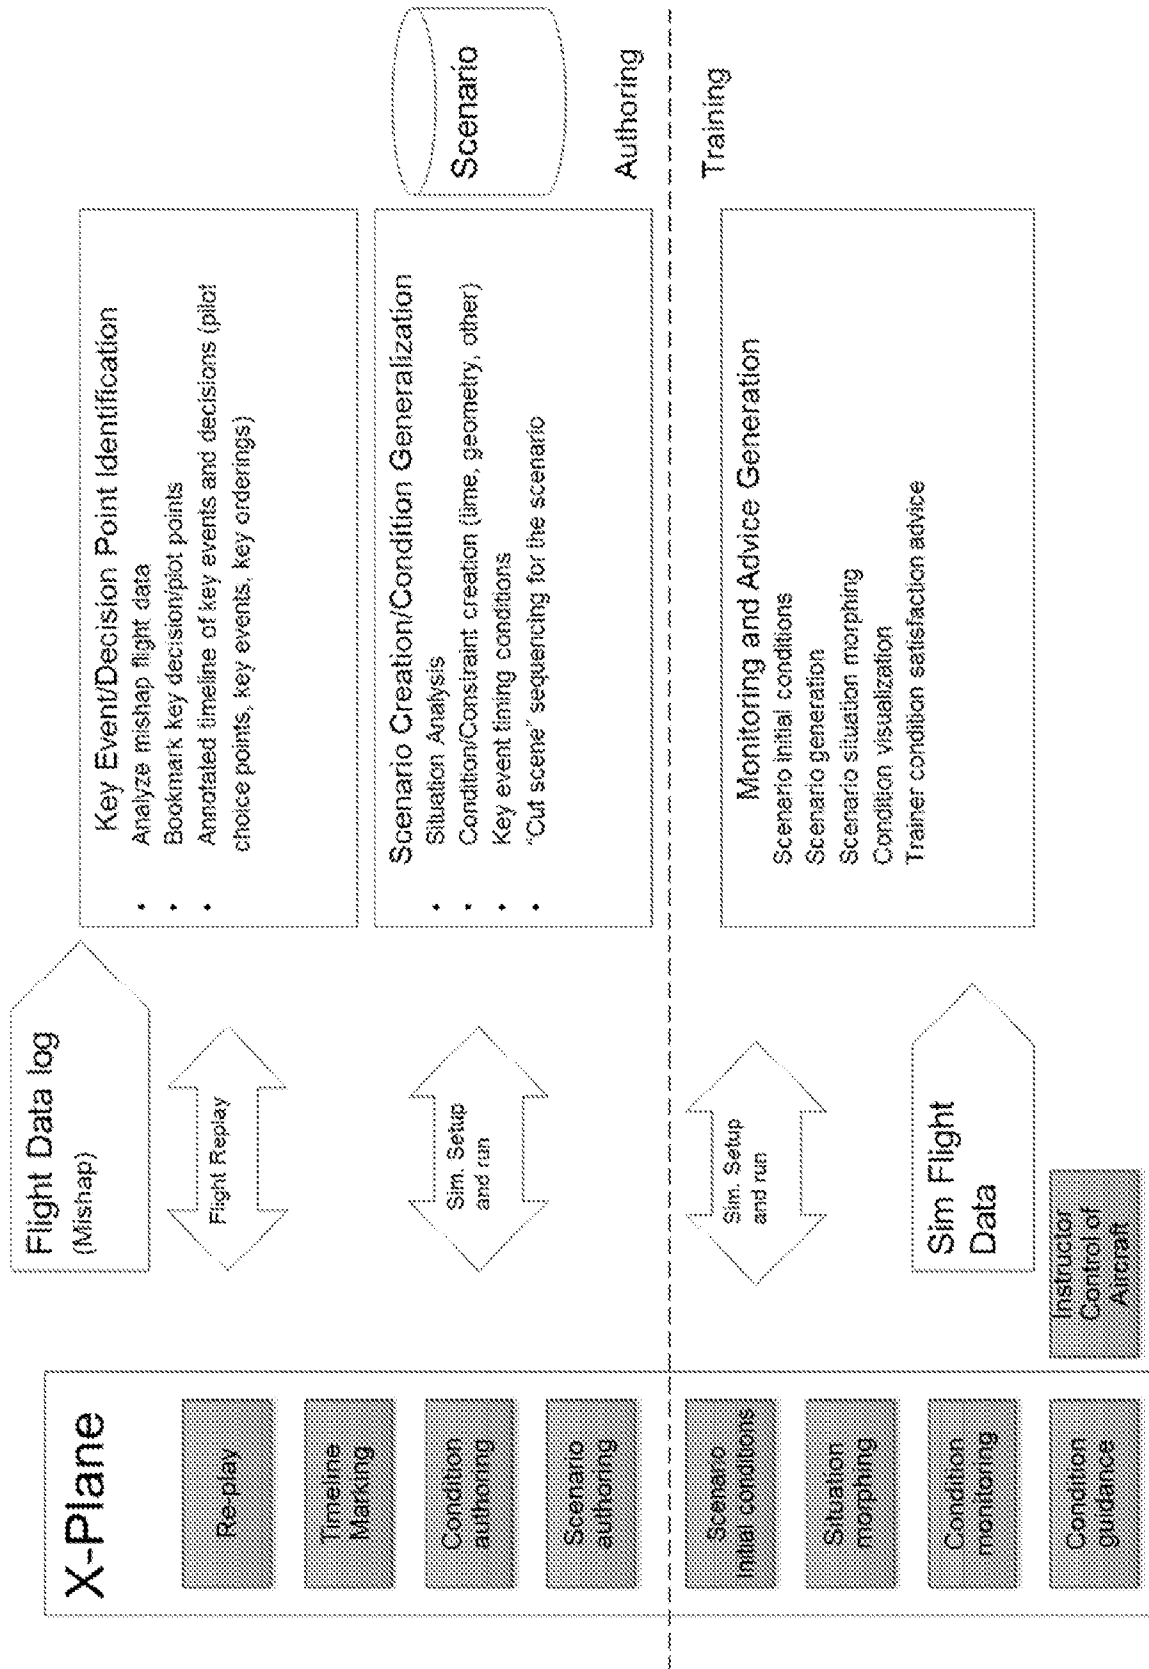 X-Plane
Re-play
Timeline
Marking
Condition
authoring
Scenario
authoring
Scenario
Initial conditions
Situation
morphing
Condition
monitoring
Condition
guidance
Flight Data log
(Mishap)
Flight Replay
Sim. Setup
and run
Sim. Setup
and run
Sim Flight
Data
Instructor
Control of
Aircraft
Key Event/Decision Point Identification
• Analyze mishap flight data
• Bookmark key decision/plot points
• Annotated timeline of key events and decisions (pilot
choice points, key events, key orderings)
Scenario Creation/Condition Generalization
• Situation Analysis
• Condition/Constraint creation (time, geometry, other)
• Key event timing conditions
• "Cut scene" sequencing for the scenario
Monitoring and Advice Generation
Scenario initial conditions
Scenario generation
Scenario situation morphing
Condition visualization
Trainer condition satisfaction advice
Scenario
Authoring
Training